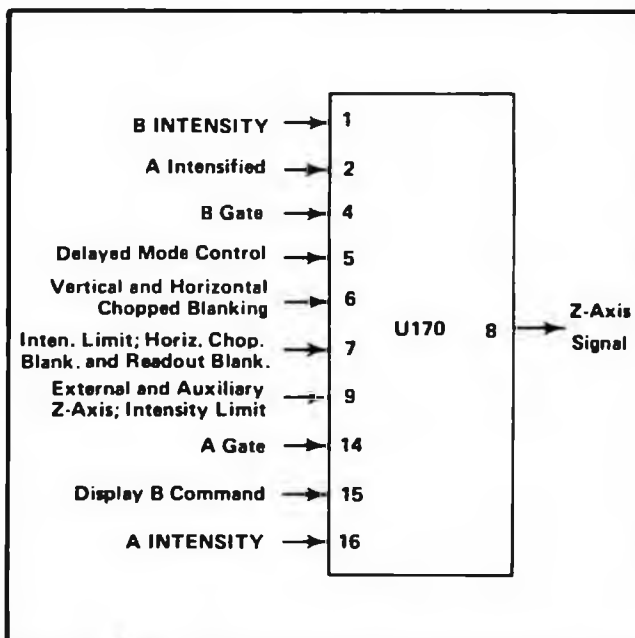 B INTENSITY 1
A Intensified 2
B Gate 4
Delayed Mode Control 5
Vertical and Horizontal
Chopped Blanking 6
Inten. Limit; Horiz. Chop. 7
Blank. and Readout Blank.
U170 8
Z-Axis
Signal
External and Auxiliary 9
Z-Axis; Intensity Limit
A Gate 14
Display B Command 15
A INTENSITY 16